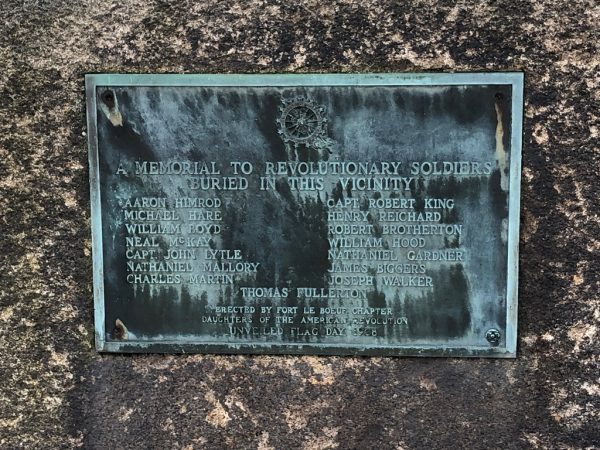 A MEMORIAL TO REVOLUTIONARY SOLDIERS
BURIED IN THIS VICINITY
AARON HIMROD
MICHAEL HARE
WILLIAM BOYD
NEAL McKAY
CAPT. JOHN LYTLE
NATHANIEL MALLORY
CHARLES MARTIN
CAPT. ROBERT KING
HENRY REICHARD
ROBERT BROTHERTON
WILLIAM HOOD
NATHANIEL GARDNER
JAMES BIGGERS
JOSEPH WALKER
THOMAS FULLERTON
ERECTED BY FORT LE BOEUF CHAPTER
DAUGHTERS OF THE AMERICAN REVOLUTION
UNVEILED FLAG DAY